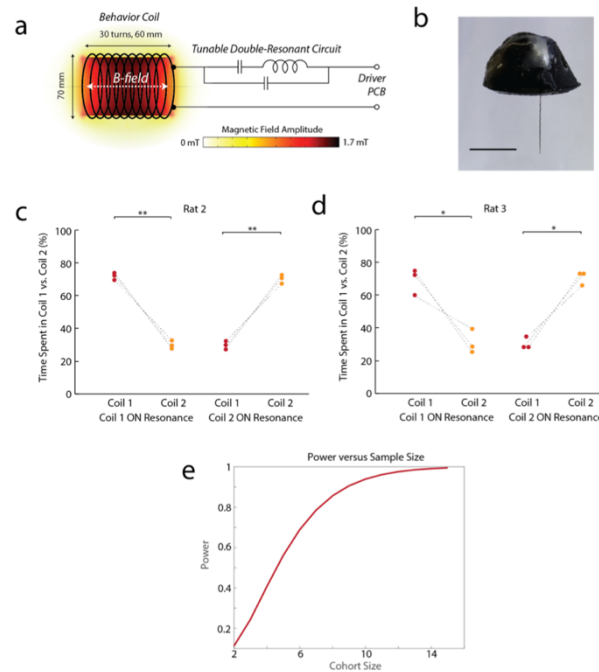 a
Behavior Coil
30 turns, 60 mm
70 mm
B-field
Tunable Double-Resonant Circuit
Driver
PCB
Magnetic Field Amplitude
0 mT
1.7 mT
b
c
Rat 2
**
**
Time Spent in Coil 1 vs. Coil 2 (%)
100
80
60
40
20
0
Coil 1
Coil 2
Coil 1
Coil 2
Coil 1 ON Resonance
Coil 2 ON Resonance
d
Rat 3
*
*
Time Spent in Coil 1 vs. Coil 2 (%)
100
80
60
40
20
0
Coil 1
Coil 2
Coil 1
Coil 2
Coil 1 ON Resonance
Coil 2 ON Resonance
e
Power versus Sample Size
Power
1
0.8
0.6
0.4
0.2
2
6
10
14
Cohort Size